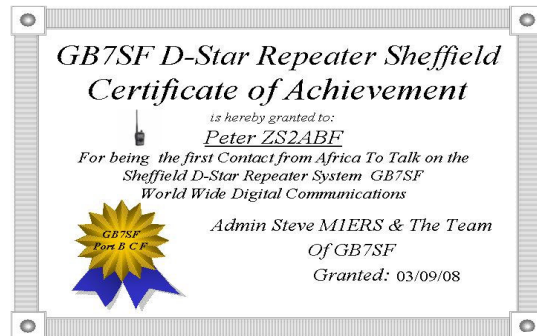 GB7SF D-Star Repeater Sheffield
Certificate of Achievement
is hereby granted to:
Peter ZS2ABF
For being the first Contact from Africa To Talk on the
Sheffield D-Star Repeater System GB7SF
World Wide Digital Communications
GB7SF
Port B C F
Admin Steve M1ERS & The Team
Of GB7SF
Granted: 03/09/08